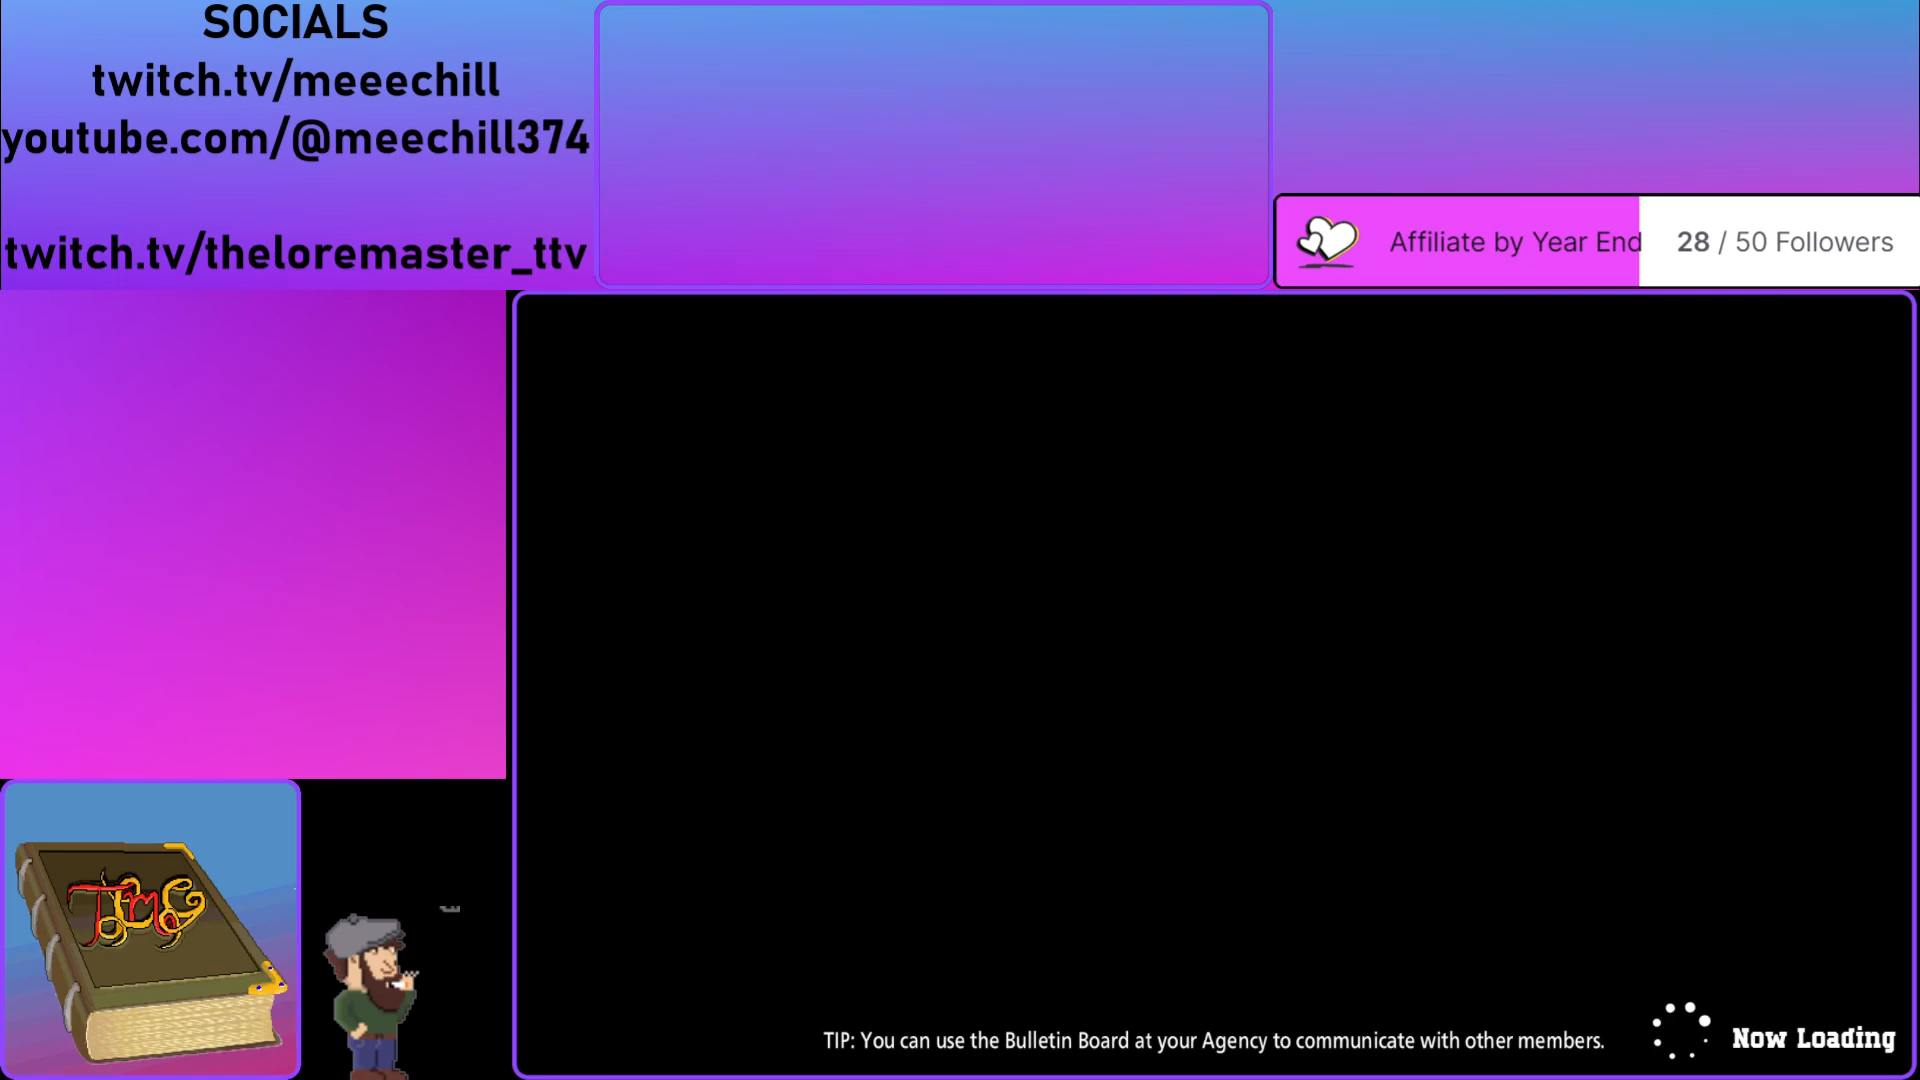 SOCIALS
twitch.tv/meeechill
youtube.com/@meechill374
twitch.tv/theloremaster_ttv
Affiliate by Year End 28 / 50 Followers
TIP: You can use the Bulletin Board at your Agency to communicate with other members.
Now Loading